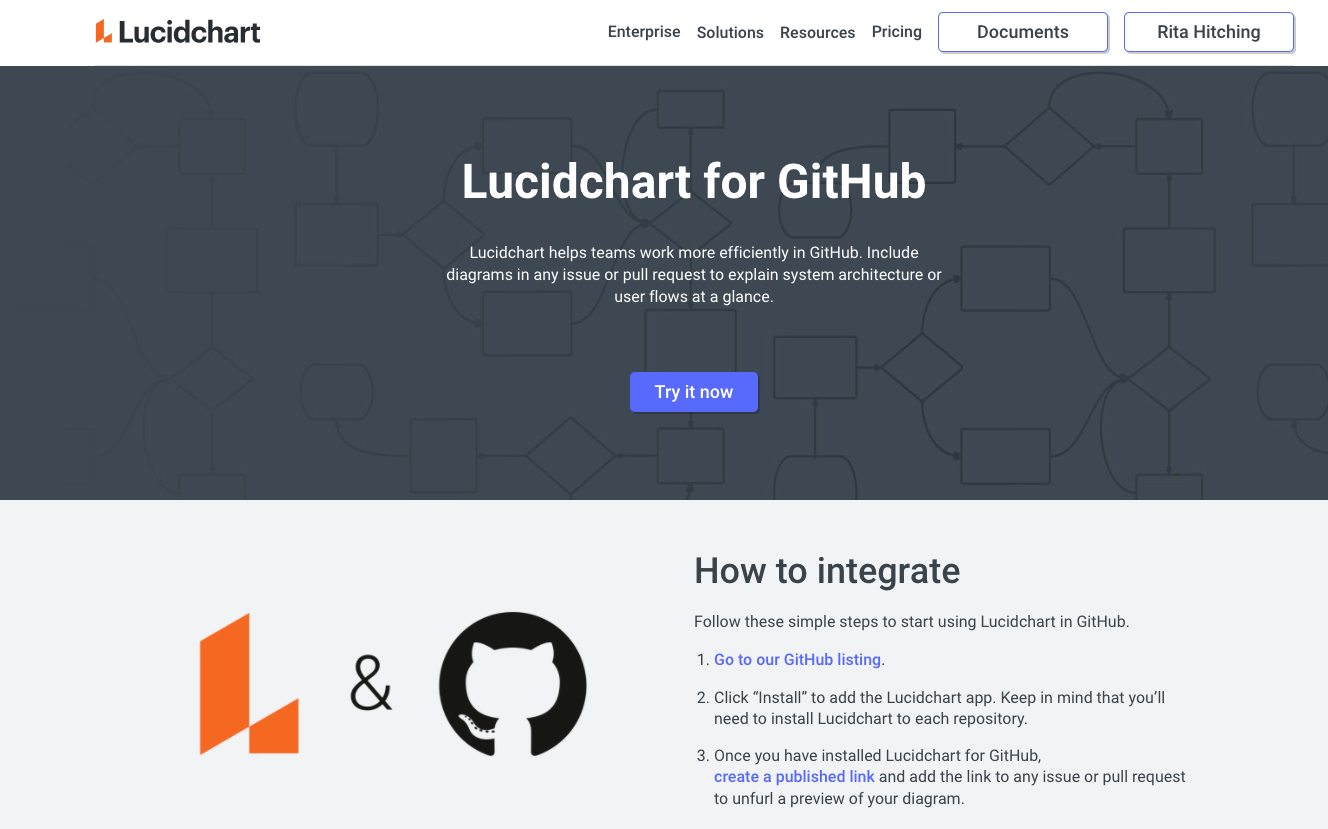 Lucidchart
Enterprise Solutions Resources Pricing Documents Rita Hitching
Lucidchart for GitHub
Lucidchart helps teams work more efficiently in GitHub. Include
diagrams in any issue or pull request to explain system architecture or
user flows at a glance.
Try it now
How to integrate
Follow these simple steps to start using Lucidchart in GitHub.
1. Go to our GitHub listing.
2. Click “Install” to add the Lucidchart app. Keep in mind that you’ll
need to install Lucidchart to each repository.
3. Once you have installed Lucidchart for GitHub,
create a published link and add the link to any issue or pull request
to unfurl a preview of your diagram.
&